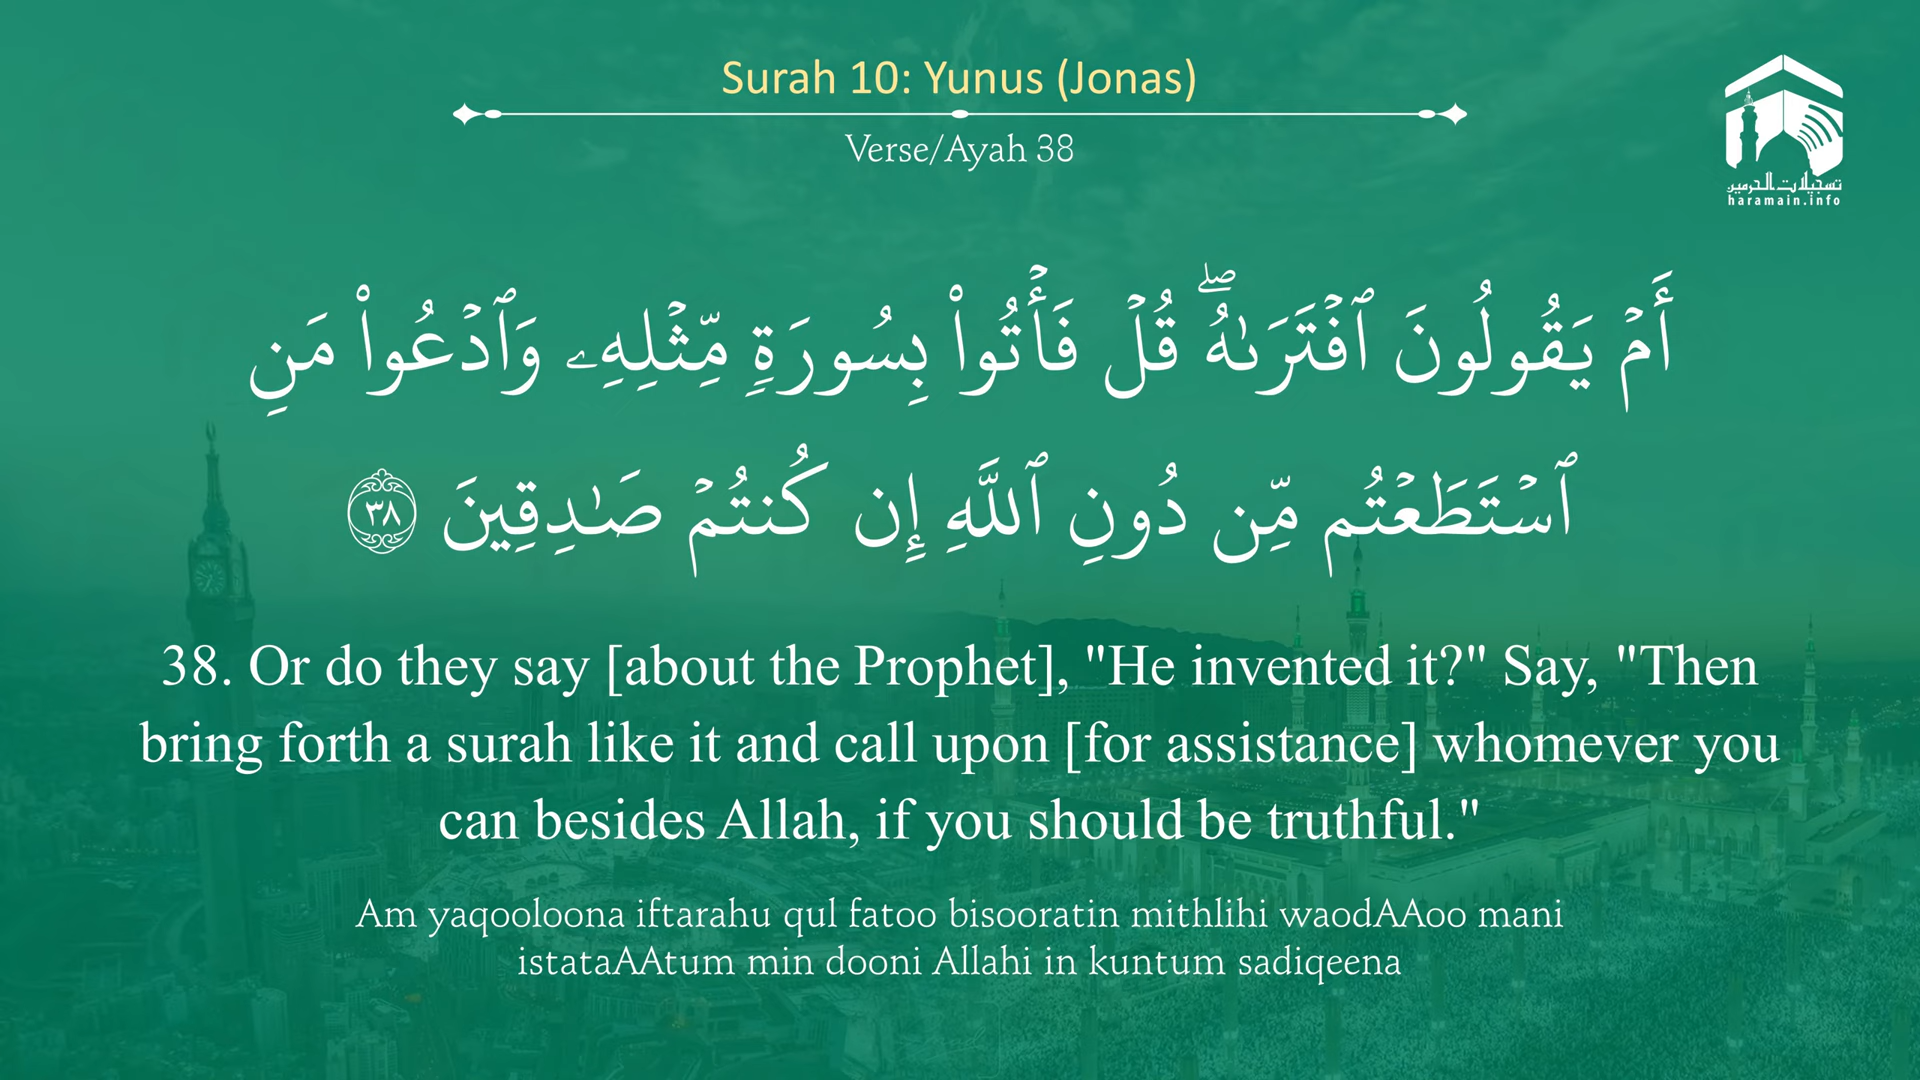 Surah 10: Yunus (Jonas)
Verse/Ayah 38
تسجيلات الحرمين
haramain.info
أَمۡ يَقُولُونَ ٱفۡتَرَىٰهُۖ قُلۡ فَأۡتُواْ بِسُورَةٖ مِّثۡلِهِۦ وَٱدۡعُواْ مَنِ
ٱسۡتَطَعۡتُم مِّن دُونِ ٱللَّهِ إِن كُنتُمۡ صَٰدِقِينَ ٣٨
38. Or do they say [about the Prophet], "He invented it?" Say, "Then
bring forth a surah like it and call upon [for assistance] whomever you
can besides Allah, if you should be truthful."
Am yaqooloona iftarahu qul fatoo bisooratin mithlihi waodAAoo mani
istataAAtum min dooni Allahi in kuntum sadiqeena